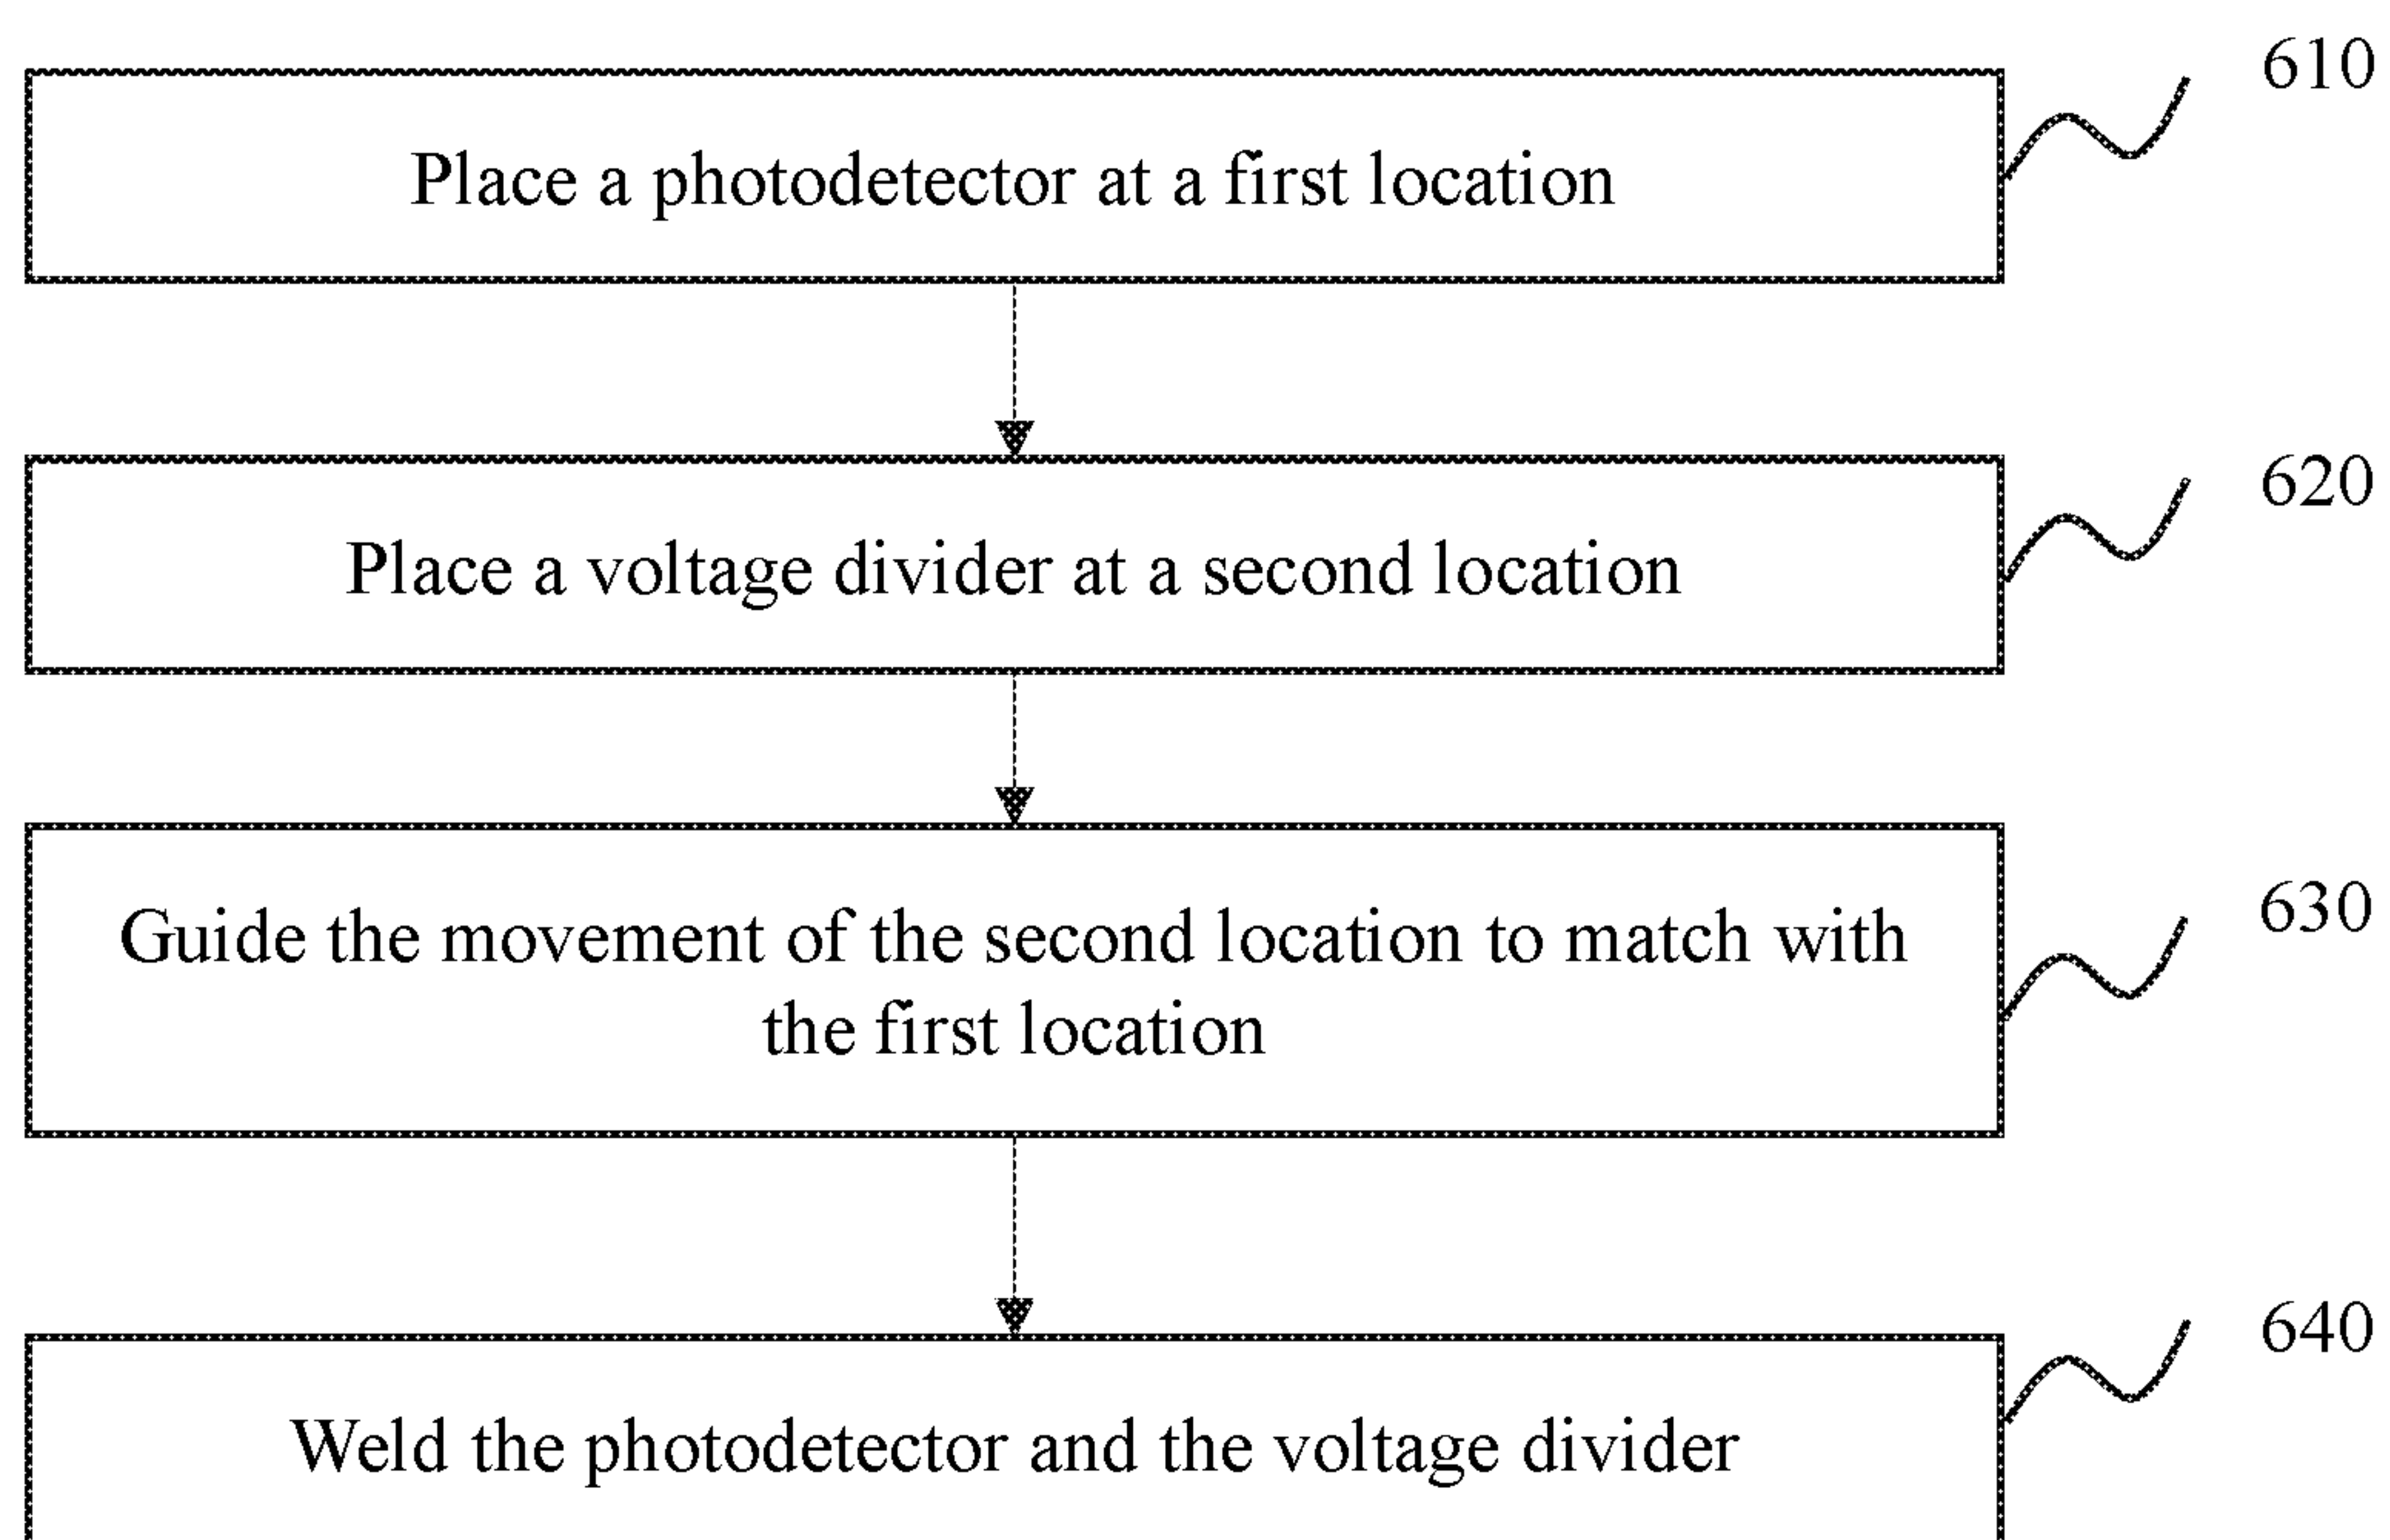 610
Place a photodetector at a first location
620
Place a voltage divider at a second location
630
Guide the movement of the second location to match with
the first location
640
Weld the photodetector and the voltage divider